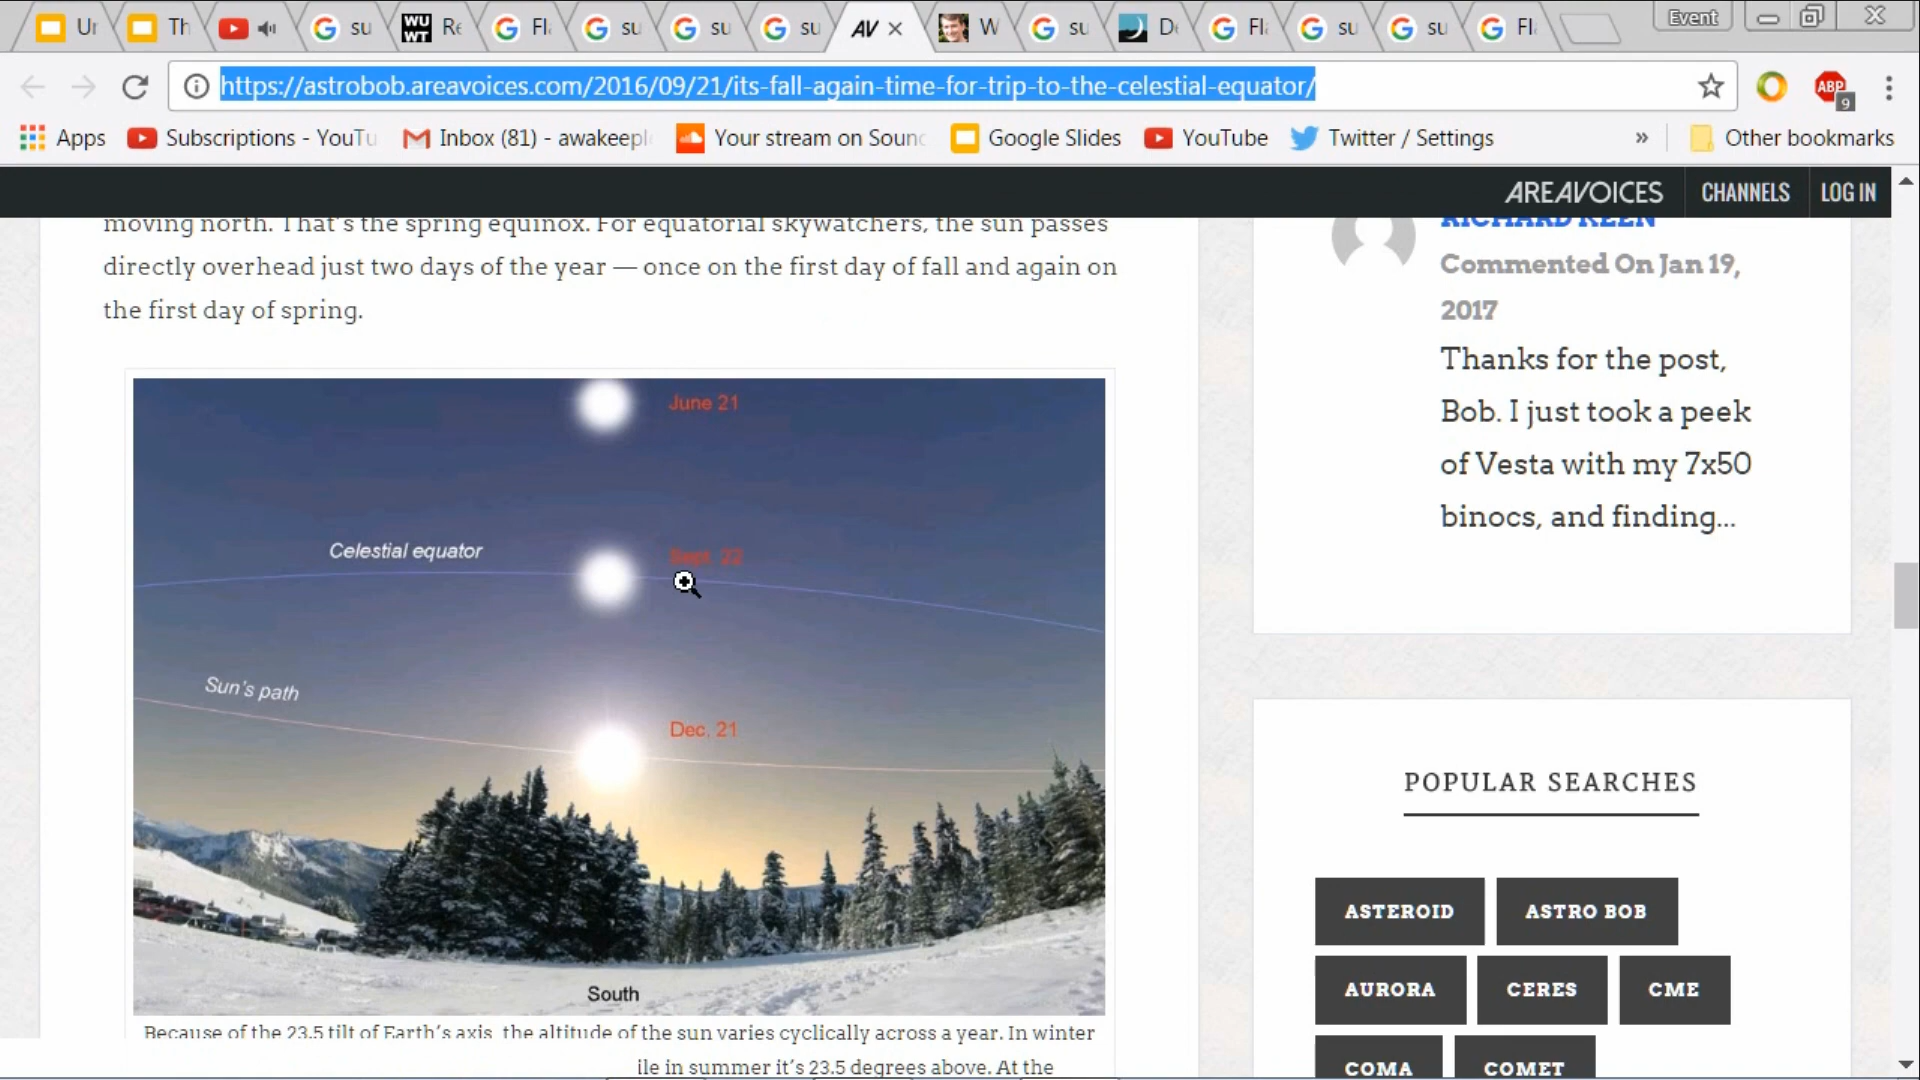 Ur
Th
su
WU
WT
Re
Fl
su
su
su
AV
W
su
De
Fl
su
su
Fl
Event
https://astrobob.areavoices.com/2016/09/21/its-fall-again-time-for-trip-to-the-celestial-equator/
ABP
9
Apps
Subscriptions - YouTu
Inbox (81) - awakeepl
Your stream on Soun
Google Slides
YouTube
Twitter / Settings
»
Other bookmarks
AREAVOICES
CHANNELS
LOG IN
moving north. That's the spring equinox. For equatorial skywatchers, the sun passes
directly overhead just two days of the year — once on the first day of fall and again on
the first day of spring.
June 21
Celestial equator
Sept. 22
Sun's path
Dec. 21
South
Because of the 23.5 tilt of Earth's axis, the altitude of the sun varies cyclically across a year. In winter
ile in summer it's 23.5 degrees above. At the
RICHARD KEEN
Commented On Jan 19,
2017
Thanks for the post,
Bob. I just took a peek
of Vesta with my 7x50
binocs, and finding...
POPULAR SEARCHES
ASTEROID
ASTRO BOB
AURORA
CERES
CME
COMA
COMET